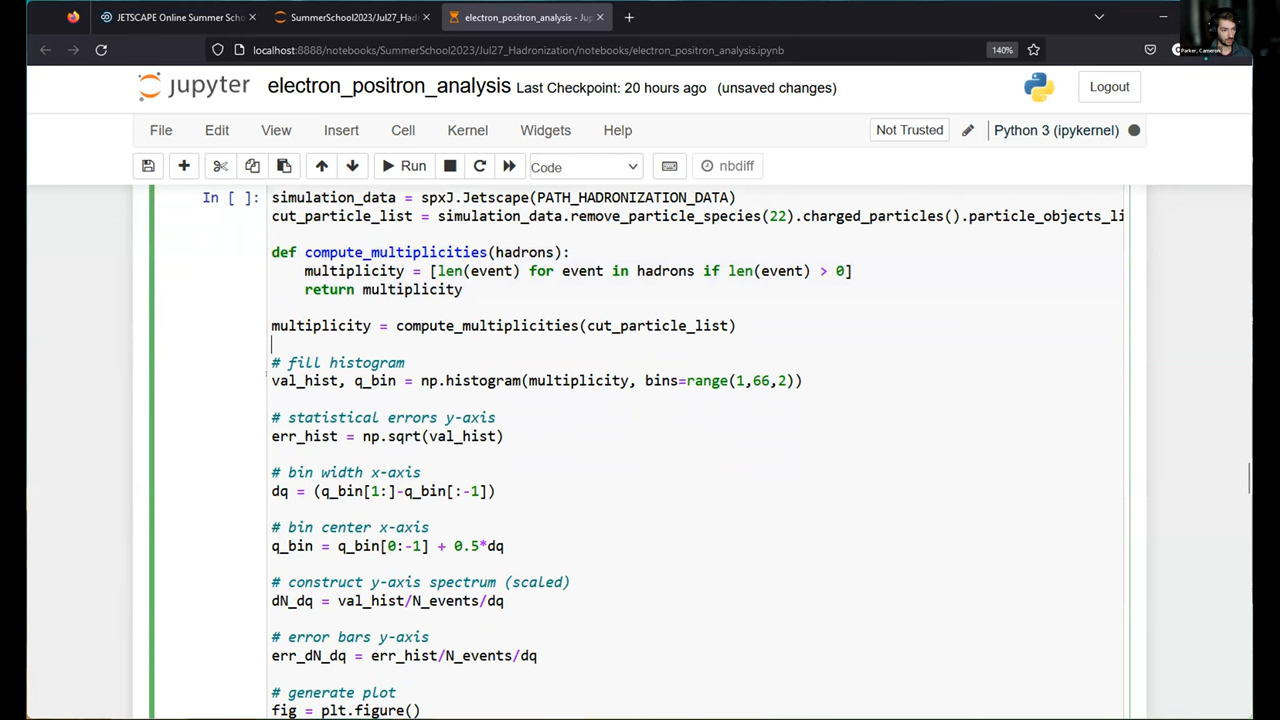 JETSCAPE Online Summer Sch
SummerSchool2023/Jul27_Had
electron_positron_analysis - Jup
localhost:8888/notebooks/SummerSchool2023/Jul27_Hadronization/notebooks/electron_positron_analysis.ipynb
140%
Parker, Cameron
jupyter electron_positron_analysis Last Checkpoint: 20 hours ago (unsaved changes)
Logout
File Edit View Insert Cell Kernel Widgets Help
Not Trusted
Python 3 (ipykernel)
Run
Code
nbdiff
In [ ]: simulation_data = spxJ.Jetscape(PATH_HADRONIZATION_DATA)
cut_particle_list = simulation_data.remove_particle_species(22).charged_particles().particle_objects_li
def compute_multiplicities(hadrons):
multiplicity = [len(event) for event in hadrons if len(event) > 0]
return multiplicity
multiplicity = compute_multiplicities(cut_particle_list)
# fill histogram
val_hist, q_bin = np.histogram(multiplicity, bins=range(1,66,2))
# statistical errors y-axis
err_hist = np.sqrt(val_hist)
# bin width x-axis
dq = (q_bin[1:]-q_bin[:-1])
# bin center x-axis
q_bin = q_bin[0:-1] + 0.5*dq
# construct y-axis spectrum (scaled)
dN_dq = val_hist/N_events/dq
# error bars y-axis
err_dN_dq = err_hist/N_events/dq
# generate plot
fig = plt.figure()